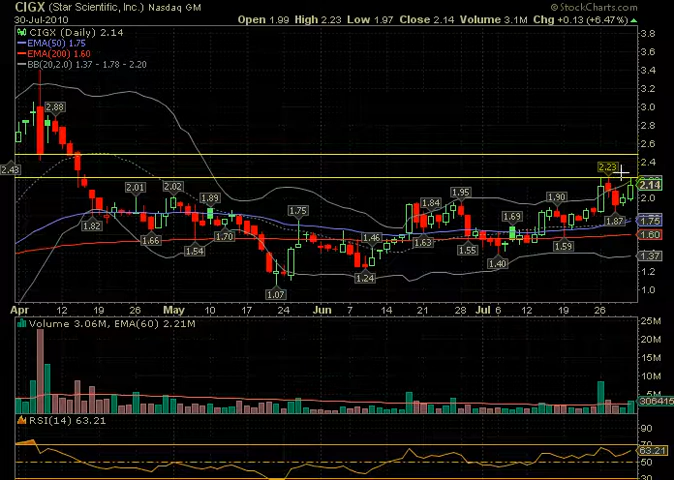 CIGX (Star Scientific, Inc.) Nasdaq GM
© StockCharts.com
30-Jul-2010 Open 1.99 High 2.23 Low 1.97 Close 2.14 Volume 3.1M Chg +0.13 (+6.47%)
CIGX (Daily) 2.14
EMA(50) 1.75
EMA(200) 1.60
BB(20,2.0) 1.37 - 1.78 - 2.20
3.8
3.6
3.4
3.2
3.0
2.8
2.6
2.4
2.14
2.0
1.75
1.60
1.37
1.2
1.0
2.43
2.88
1.82
2.01
1.66
2.02
1.54
1.89
1.70
1.07
1.75
1.46
1.24
1.84
1.63
1.95
1.55
1.40
1.69
1.90
1.59
2.23
1.87
Apr 12 19 26 May 10 17 24 Jun 7 14 21 28 Jul 6 12 19 26
Volume 3.06M, EMA(60) 2.21M
25M
20M
15M
10M
5M
RSI(14) 63.21
90
70
63.21
50
30